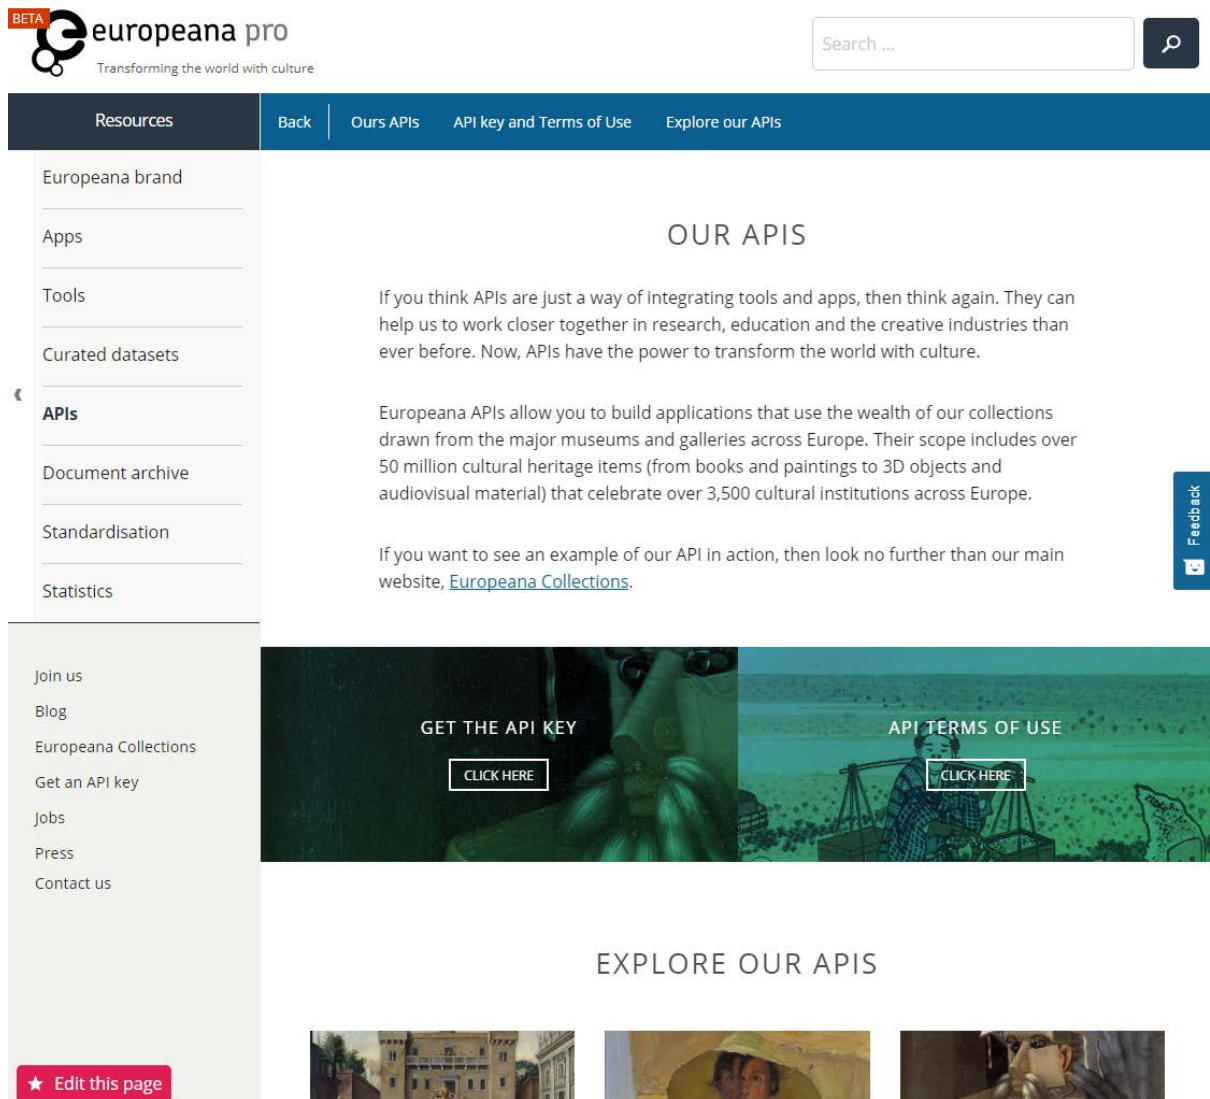 BETA
europeana pro
Transforming the world with culture
Search ...
Resources
Back
Ours APIs
API key and Terms of Use
Explore our APIs
Europeana brand
Apps
Tools
Curated datasets
APIs
Document archive
Standardisation
Statistics
Join us
Blog
Europeana Collections
Get an API key
Jobs
Press
Contact us
Edit this page
OUR APIS
If you think APIs are just a way of integrating tools and apps, then think again. They can
help us to work closer together in research, education and the creative industries than
ever before. Now, APIs have the power to transform the world with culture.
Europeana APIs allow you to build applications that use the wealth of our collections
drawn from the major museums and galleries across Europe. Their scope includes over
50 million cultural heritage items (from books and paintings to 3D objects and
audiovisual material) that celebrate over 3,500 cultural institutions across Europe.
If you want to see an example of our API in action, then look no further than our main
website, Europeana Collections.
Feedback
GET THE API KEY
CLICK HERE
API TERMS OF USE
CLICK HERE
EXPLORE OUR APIS